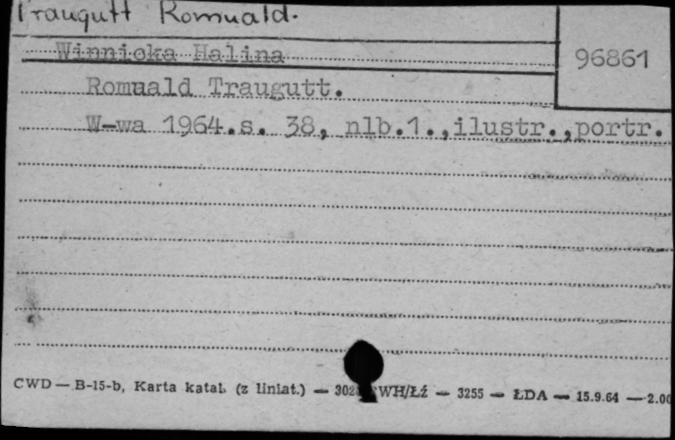 Traugutt Romuald.
Winnicka Halina
96861
Romuald Traugutt.
W-wa 1964.s. 38, nlb.1.,ilustr.,portr.
CWD — B-15-b, Karta katal. (z liniat.) — WH/Łź — 3255 — ŁDA — 15.9.64 — 2.00